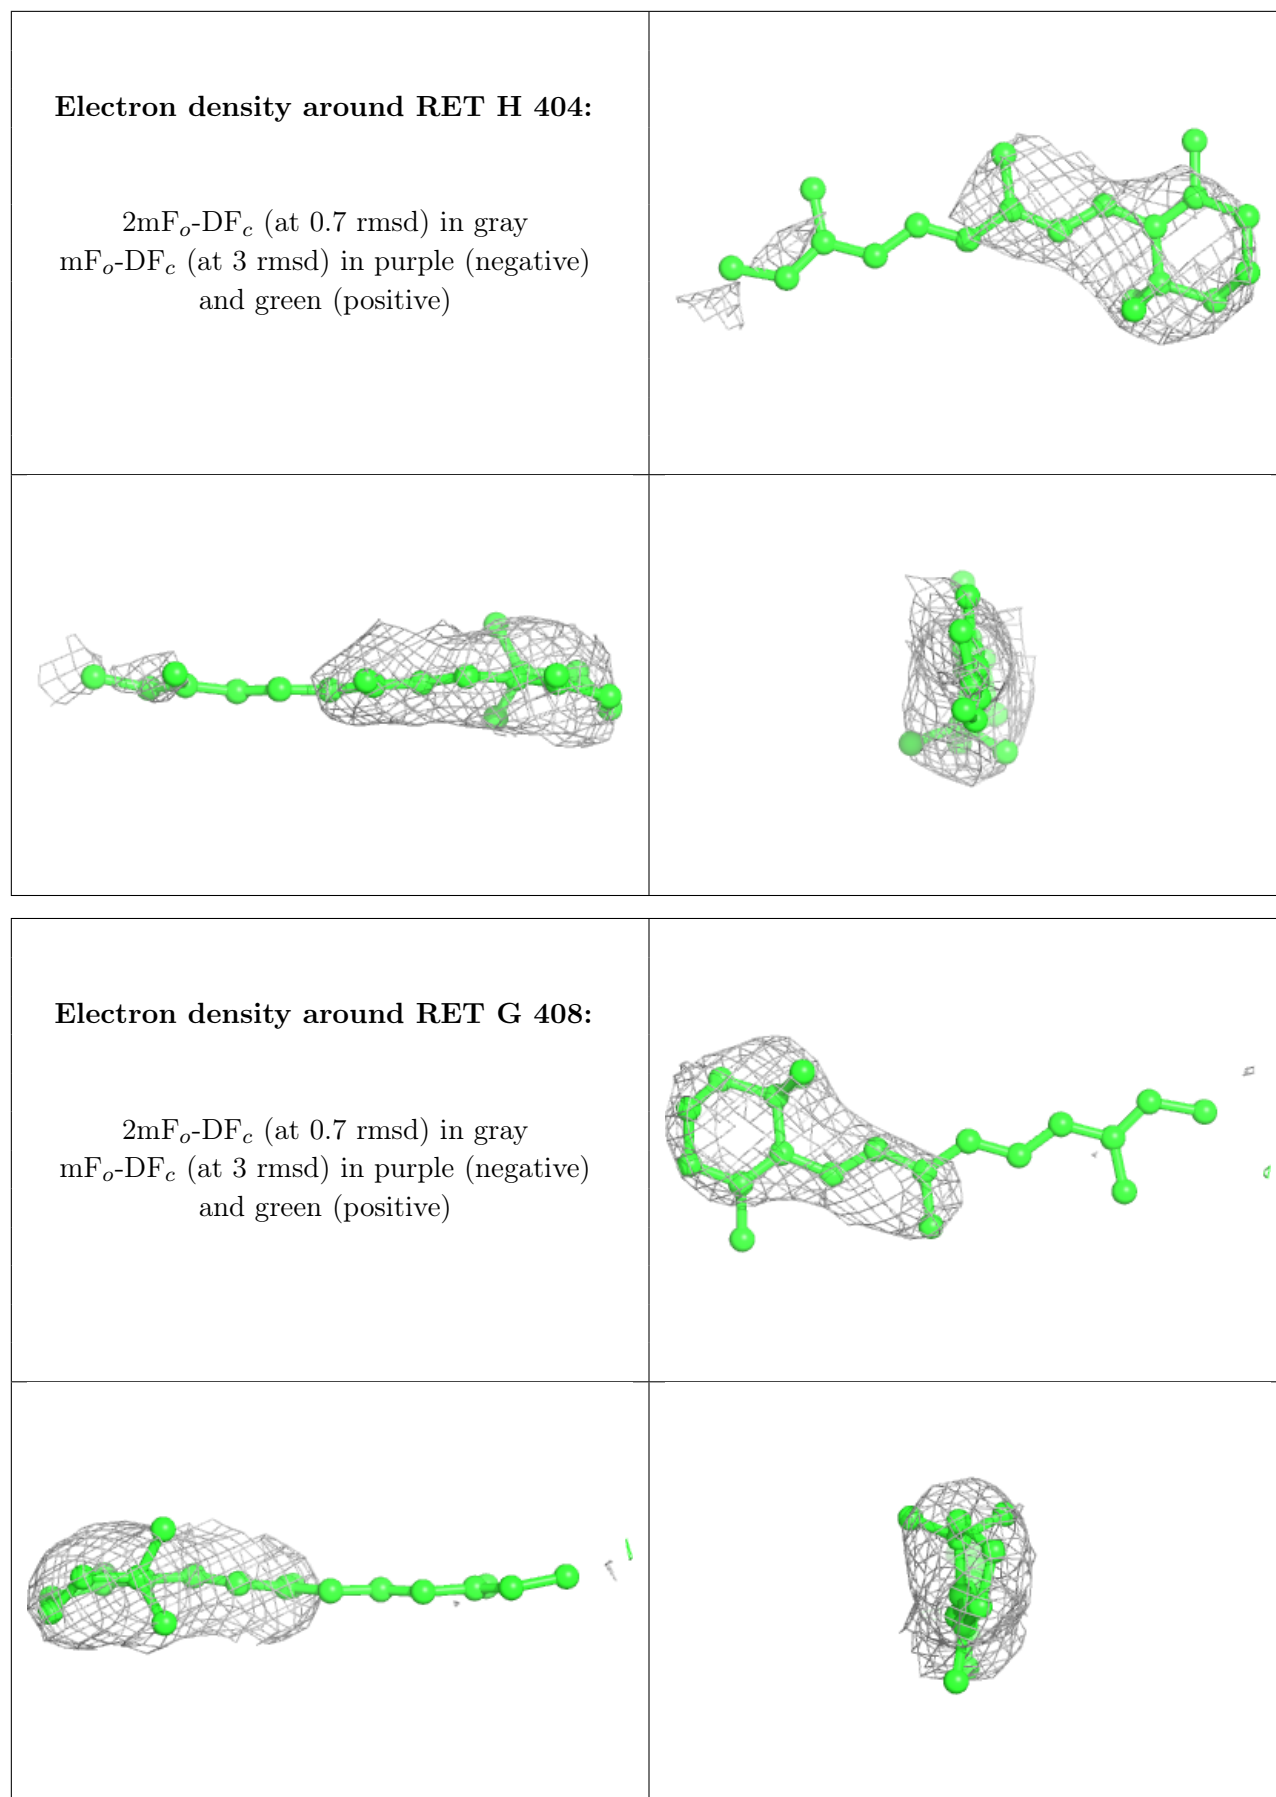 Electron density around RET H 404:
2mFo-DFc (at 0.7 rmsd) in gray
mFo-DFc (at 3 rmsd) in purple (negative)
and green (positive)
Electron density around RET G 408:
2mFo-DFc (at 0.7 rmsd) in gray
mFo-DFc (at 3 rmsd) in purple (negative)
and green (positive)